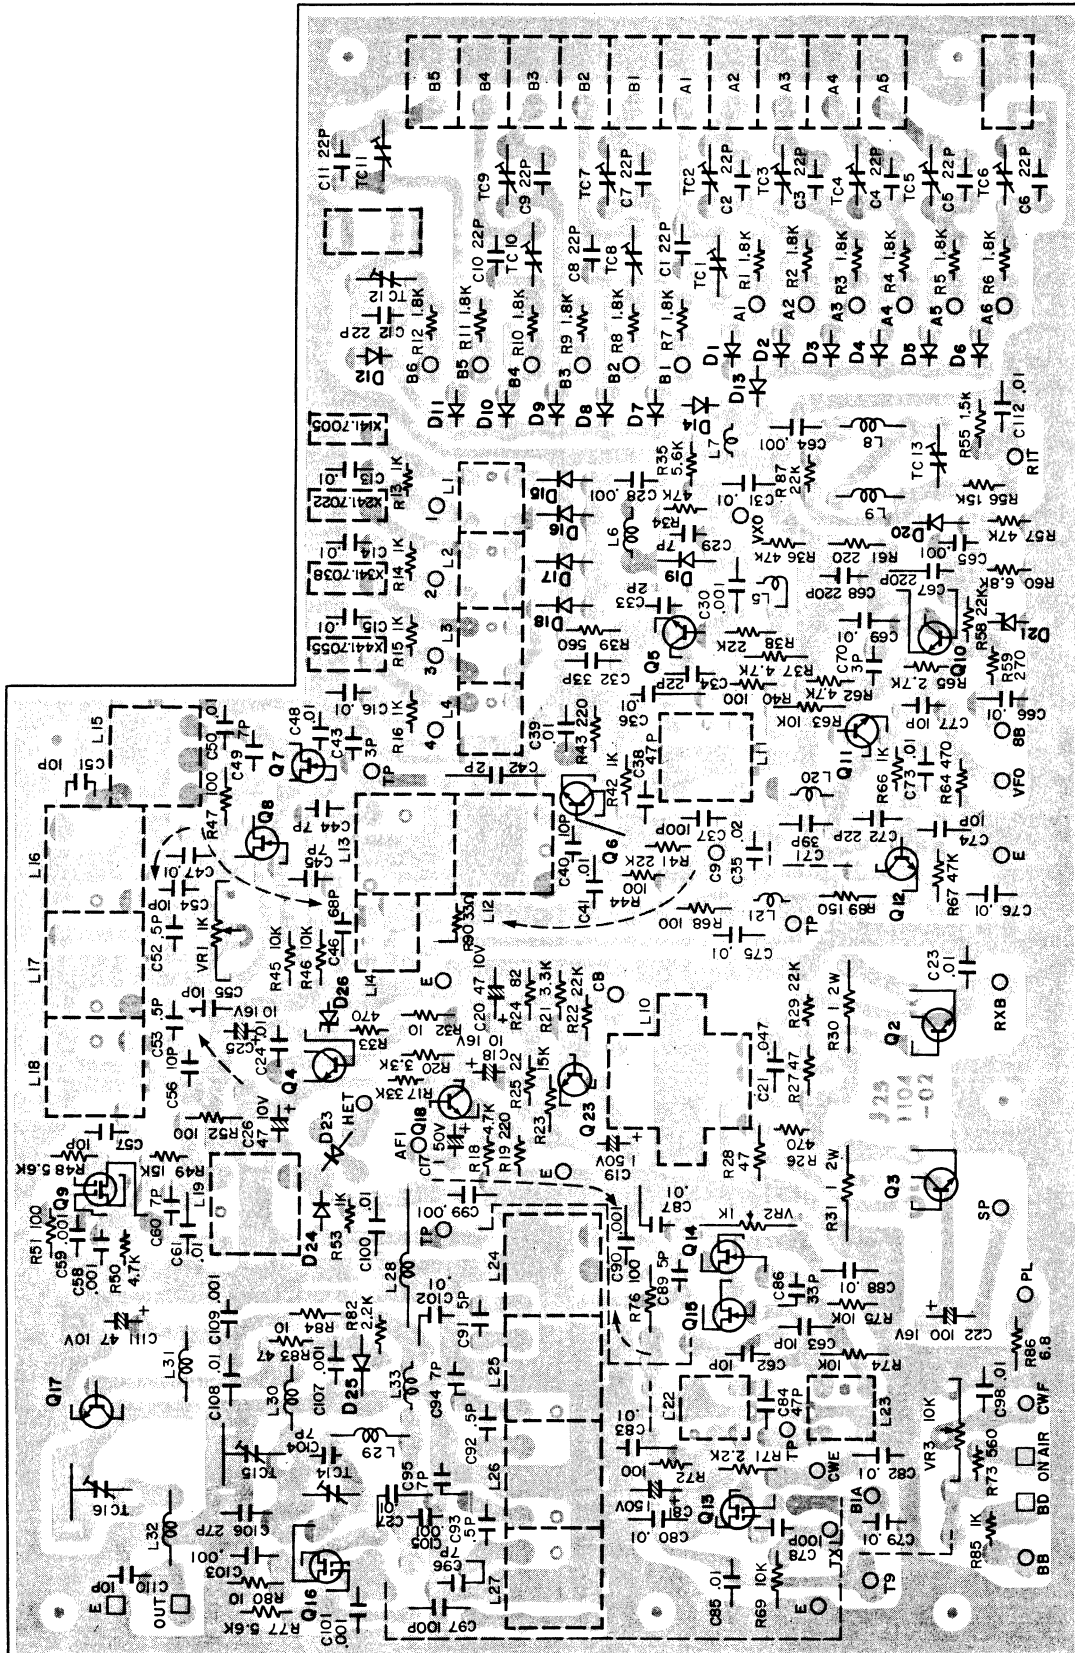 B5
B4
B3
B2
B1
A1
A2
A3
A4
A5
C11 22P
TC11
TC9
C9 22P
TC7
C7 22P
TC2
C2 22P
TC3
C3 22P
TC4
C4 22P
TC5
C5 22P
TC6
C6 22P
TC12
C12 22P
C10 22P
TC10
C8 22P
TC8
C1 22P
TC1
R1 1.8K
R2 1.8K
R3 1.8K
R4 1.8K
R5 1.8K
R6 1.8K
D12
R12 1.8K
R11 1.8K
R10 1.8K
R9 1.8K
R8 1.8K
R7 1.8K
B6
B5
B4
B3
B2
B1
A1
A2
A3
A4
A5
A6
D11
D10
D9
D8
D7
D1
D13
D2
D3
D4
D5
D6
D14
X141.7005
X241.7022
X341.7038
X441.7055
C13 .01
C14 .01
C15 .01
C16 .01
R13 1K
R14 1K
R15 1K
R16 1K
1
2
3
4
L1
L2
L3
L4
D15
D16
D17
D18
C28 .001
R35 5.6K
L7
C64 .001
L8
R55 1.5K
C112 .01
RIT
TC13
L6
R34 47K
C31 .01
R87 22K
L9
R56 15K
VXO
C29 7P
D19
R36 47K
R61 220
D20
C65 .001
R57 47K
C33 2P
C30 .001
L5
C68 220P
C67 220P
R60 6.8K
R39 560
Q5
R38 22K
R37 4.7K
C69 .01
C70 3P
Q10
R58 22K
D21
R59 270
C32 33P
C34 22P
R40 100
R62 4.7K
R65 2.7K
C66 .01
8B
C36 .01
R63 10K
C77 10P
C39 .01
R43 220
C38 47P
L11
Q11
C42 2P
R42 1K
L20
R66 1K
C73 .01
R64 470
VFO
L15
C50 .01
C49 7P
C48 .01
C51 10P
Q7
C43 3P
TP
R47 100
Q8
C44 7P
C45 7P
L13
Q6
C40 10P
C37 100P
C35 .02
C9
R41 22K
C71 39P
C72 22P
C74 10P
E
L16
C47 .01
C54 10P
C41 .01
R44 100
R68 100
L21
TP
R89 150
Q12
R67 47K
C76 .01
C75 .01
L17
C52 .5P
VR1 1K
C46 68P
L14
R90 330
L12
R45 10K
R46 10K
C55 10P
D26
E
C20 47 10V
R24 82
R21 3.3K
R22 22K
CB
L10
R29 22K
C23 .01
RXB
L18
C53 .5P
C25 10 16V
C24 .01
R33 470
R32 10
C18 10 16V
R30 1 2W
Q2
C56 10P
Q4
R20 3.3K
R17 33K
R25 22
R23 15K
Q23
C21 .047
R27 47
J25
1104
-02
C57 10P
R52 100
C26 47 10V
D23
HET
Q18
AF1
C17 1 50V
R18 4.7K
R19 220
E
C19 1 50V
R28 47
R26 470
R31 1 2W
Q3
SP
R48 5.6K
R49 15K
Q9
C60 7P
L19
C61 .01
D24
R53 1K
C100 .01
TP
C99 .001
C87 .01
VR2 1K
R51 100
C59 .001
C58 .001
R50 4.7K
L28
L24
C90 .001
R76 100
C89 5P
Q14
Q15
C86 33P
C88 .01
C22 100 16V
PL
C111 47 10V
C109 .001
R84 10
R82 2.2K
C102 .01
C91 .5P
C63 10P
R75 10K
R74 10K
R86 6.8
L31
C108 .01
R83 47
C107 .001
D25
L33
C94 7P
L25
C62 10P
C98 .01
CWF
Q17
L30
L22
C84 47P
TP
L23
TC15
C104 7P
L29
C92 .5P
C83 .01
R72 100
R71 2.2K
CWE
C82 .01
VR3 10K
R73 560
ON AIR
TC16
TC14
C27 .01
C95 7P
L26
C81 1 50V
C80 .01
Q13
B1A
BD
L32
C106 27P
C105 .001
C93 .5P
C78 100P
TX1
C79 .01
R85 1K
C103 .001
R80 10
Q16
C96 7P
L27
C85 .01
R69 10K
T9
BB
C110 10P
E
OUT
R77 5.6K
C101 .001
C97 100P
E